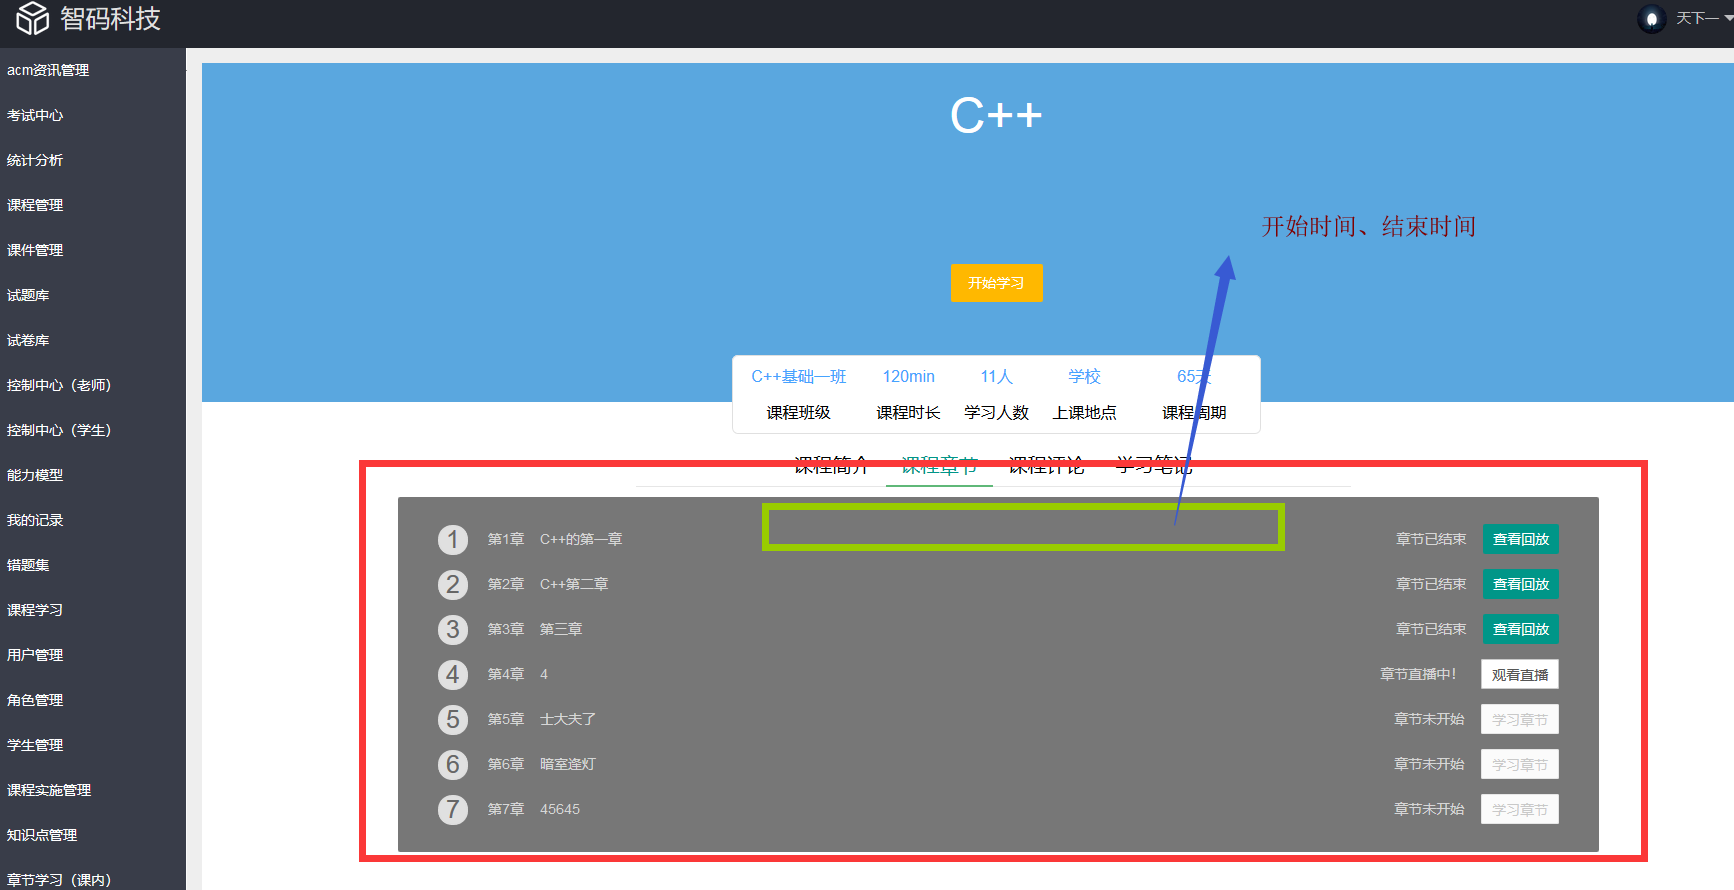 智码科技
天下一
acm资讯管理
考试中心
统计分析
课程管理
课件管理
试题库
试卷库
控制中心（老师）
控制中心（学生）
能力模型
我的记录
错题集
课程学习
用户管理
角色管理
学生管理
课程实施管理
知识点管理
章节学习（课内）
C++
开始时间、结束时间
开始学习
C++基础一班 120min 11人 学校 65天
课程班级 课程时长 学习人数 上课地点 课程周期
课程简介 课程章节 课程评论 学习笔记
1 第1章 C++的第一章 章节已结束 查看回放
2 第2章 C++第二章 章节已结束 查看回放
3 第3章 第三章 章节已结束 查看回放
4 第4章 4 章节直播中! 观看直播
5 第5章 士大夫了 章节未开始 学习章节
6 第6章 暗室逢灯 章节未开始 学习章节
7 第7章 45645 章节未开始 学习章节